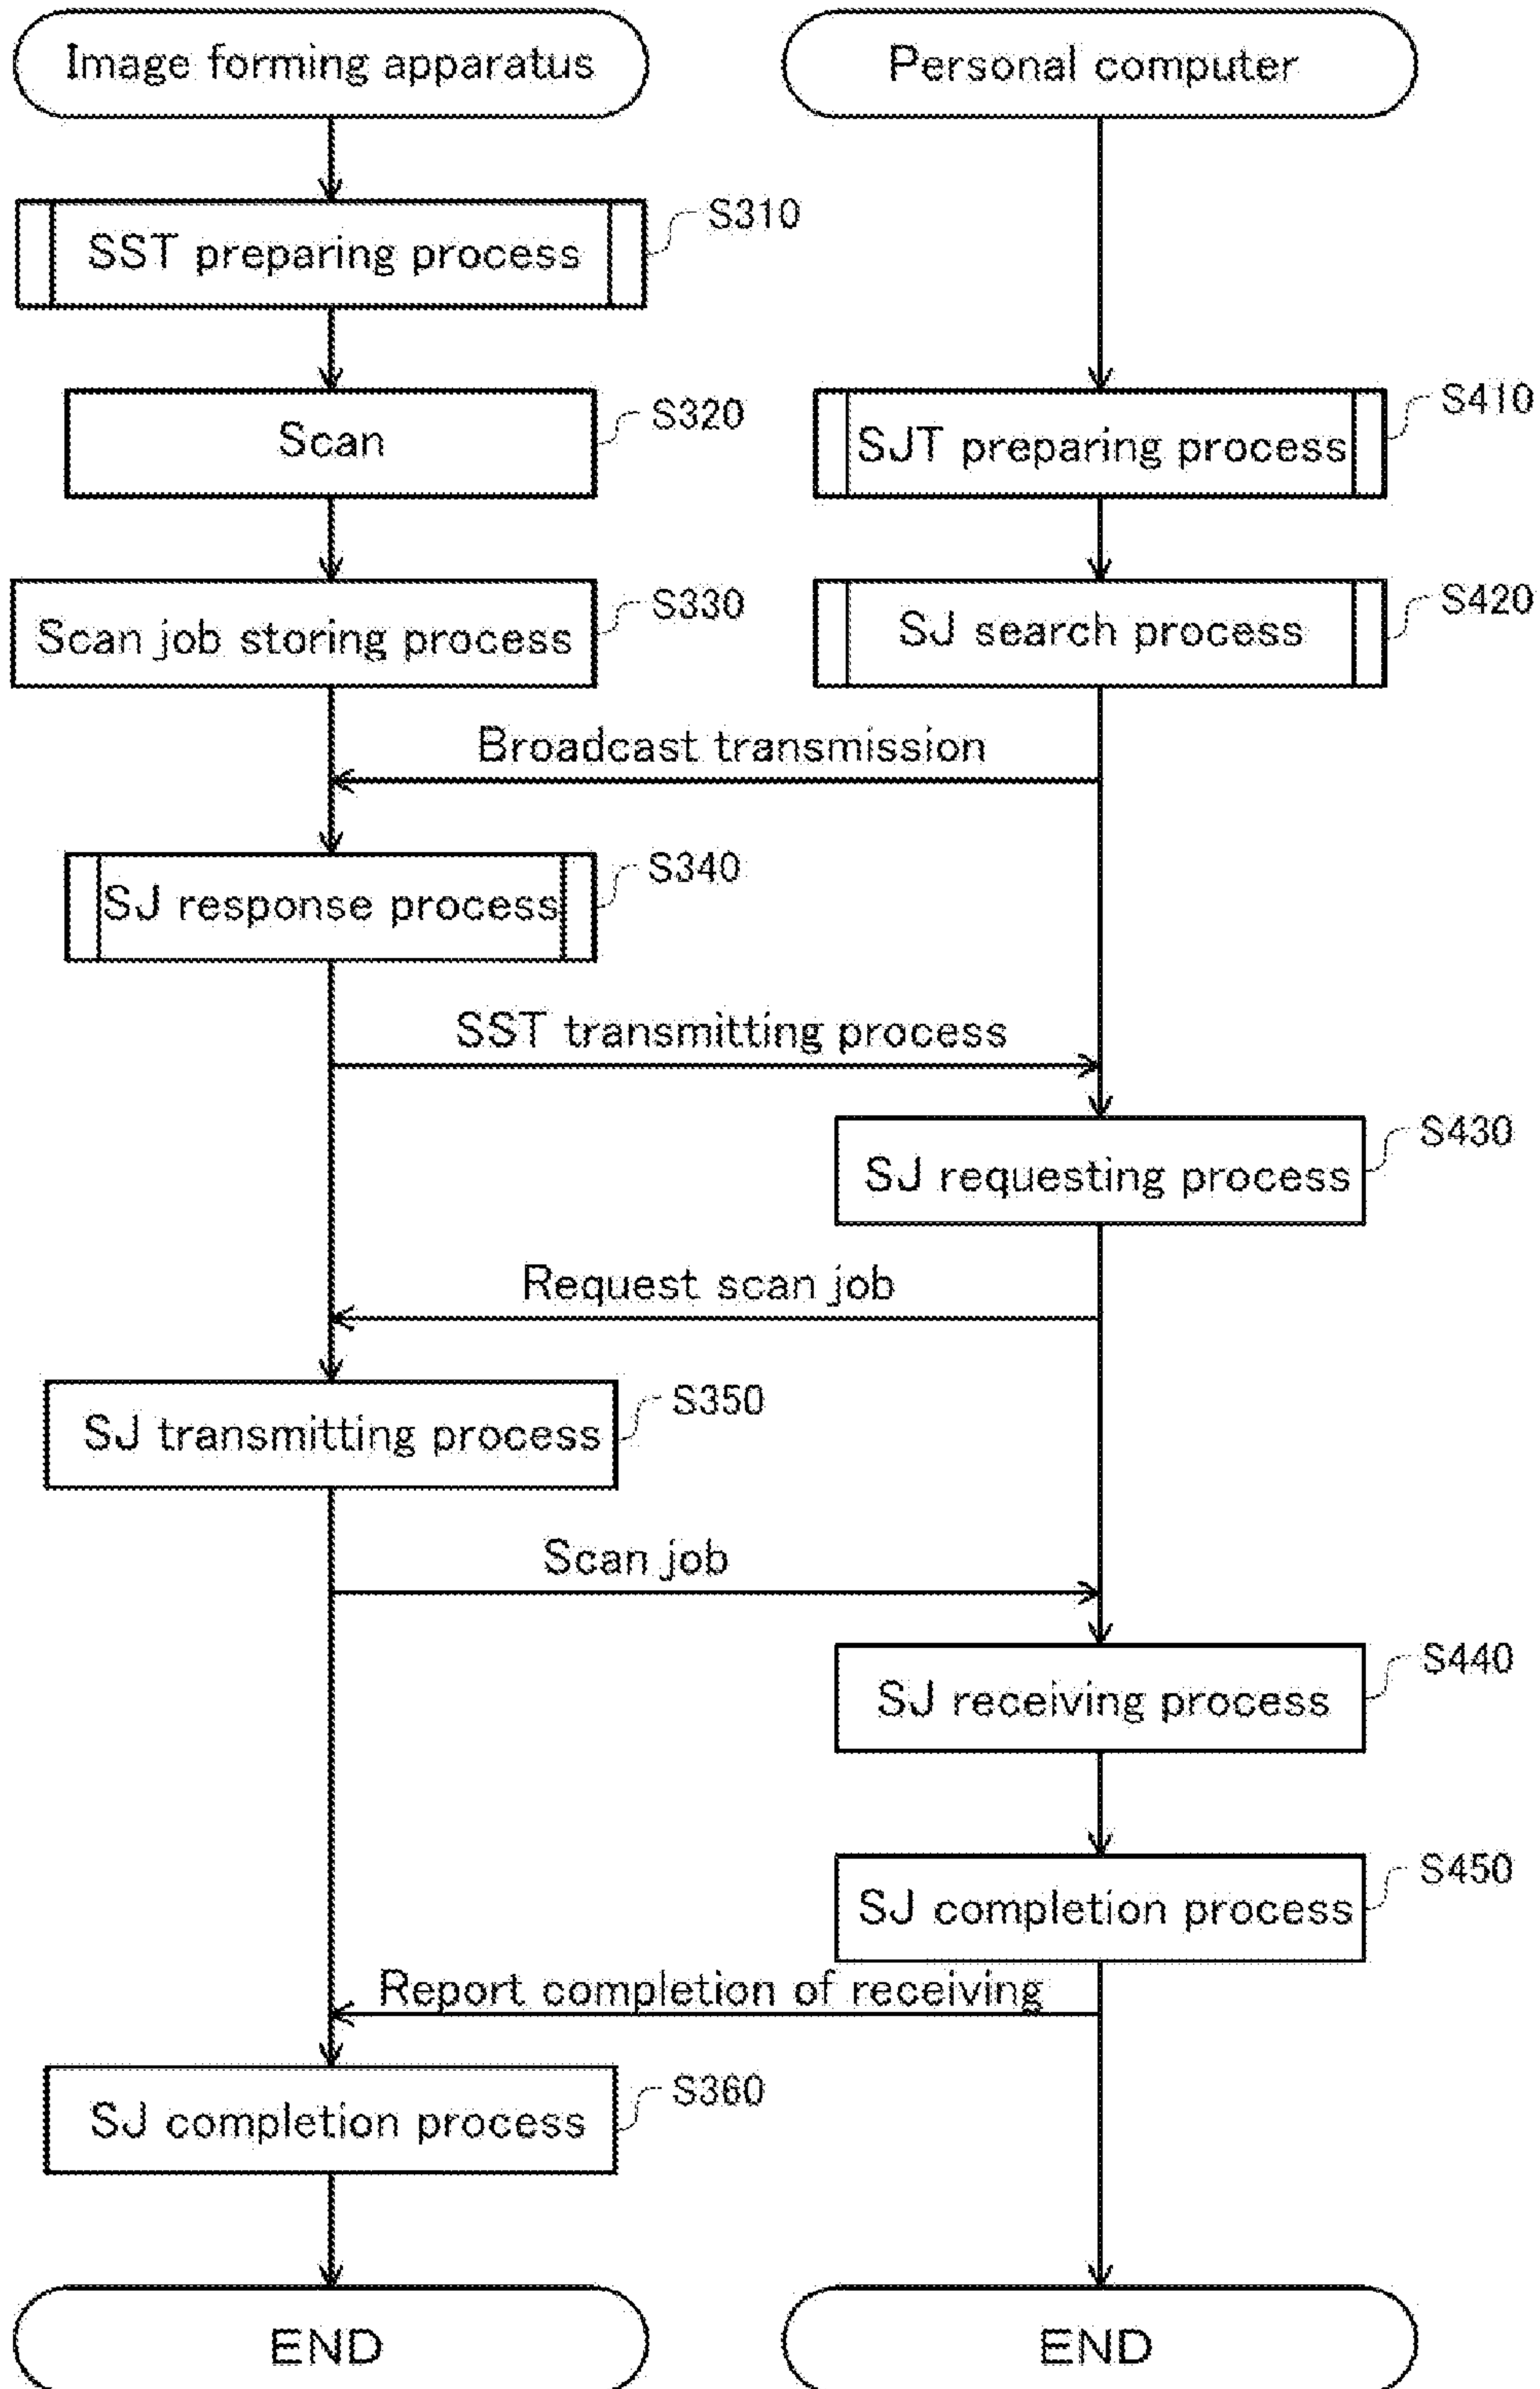 Image forming apparatus
Personal computer
SST preparing process
S310
Scan
S320
SJT preparing process
S410
Scan job storing process
S330
SJ search process
S420
Broadcast transmission
SJ response process
S340
SST transmitting process
SJ requesting process
S430
Request scan job
SJ transmitting process
S350
Scan job
SJ receiving process
S440
SJ completion process
S450
Report completion of receiving
SJ completion process
S360
END
END